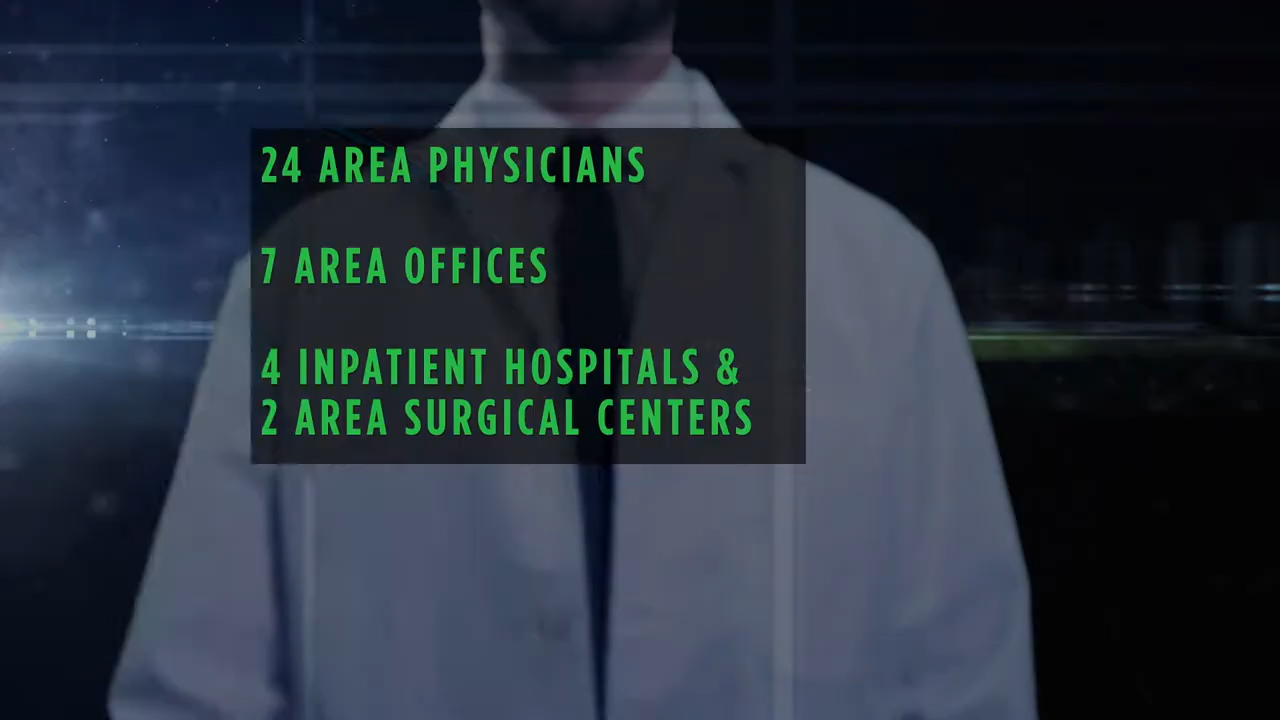 24 AREA PHYSICIANS
7 AREA OFFICES
4 INPATIENT HOSPITALS &
2 AREA SURGICAL CENTERS